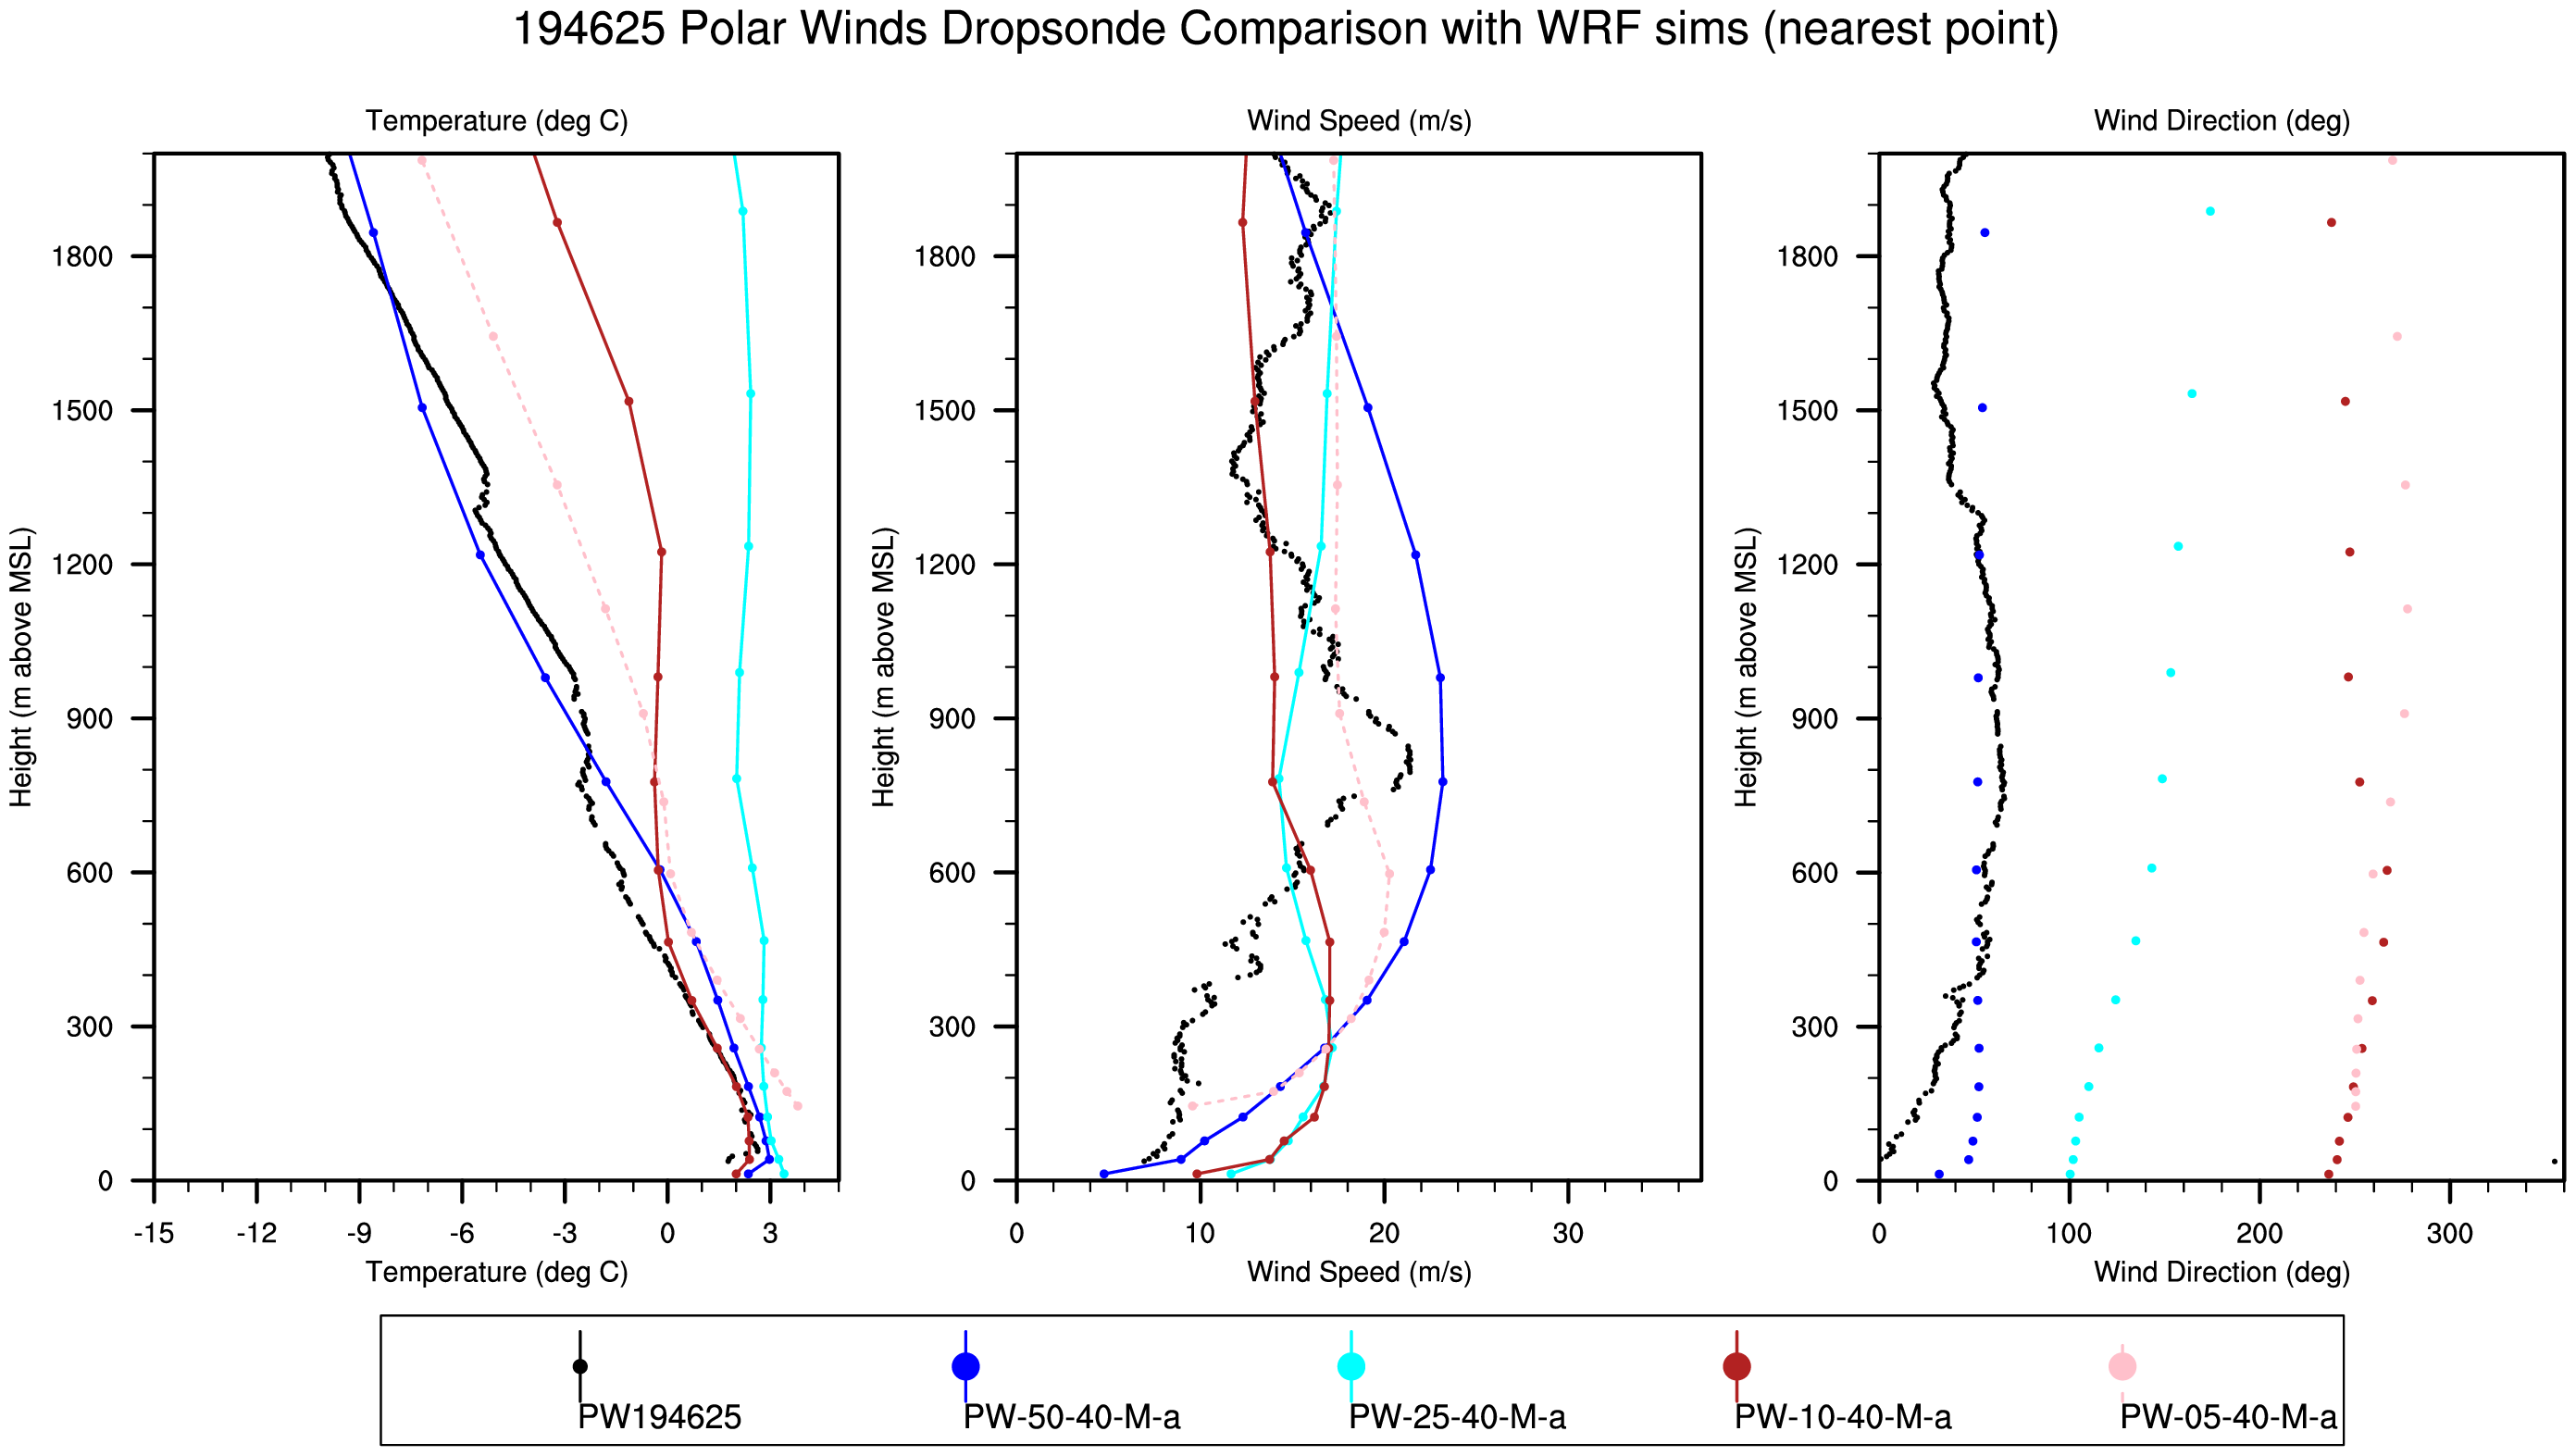 194625 Polar Winds Dropsonde Comparison with WRF sims (nearest point)
Temperature (deg C)
Wind Speed (m/s)
Wind Direction (deg)
Height (m above MSL)
1800
1500
1200
900
600
300
0
-15 -12 -9 -6 -3 0 3
Temperature (deg C)
Height (m above MSL)
1800
1500
1200
900
600
300
0
0 10 20 30
Wind Speed (m/s)
Height (m above MSL)
1800
1500
1200
900
600
300
0
0 100 200 300
Wind Direction (deg)
PW194625 PW-50-40-M-a PW-25-40-M-a PW-10-40-M-a PW-05-40-M-a